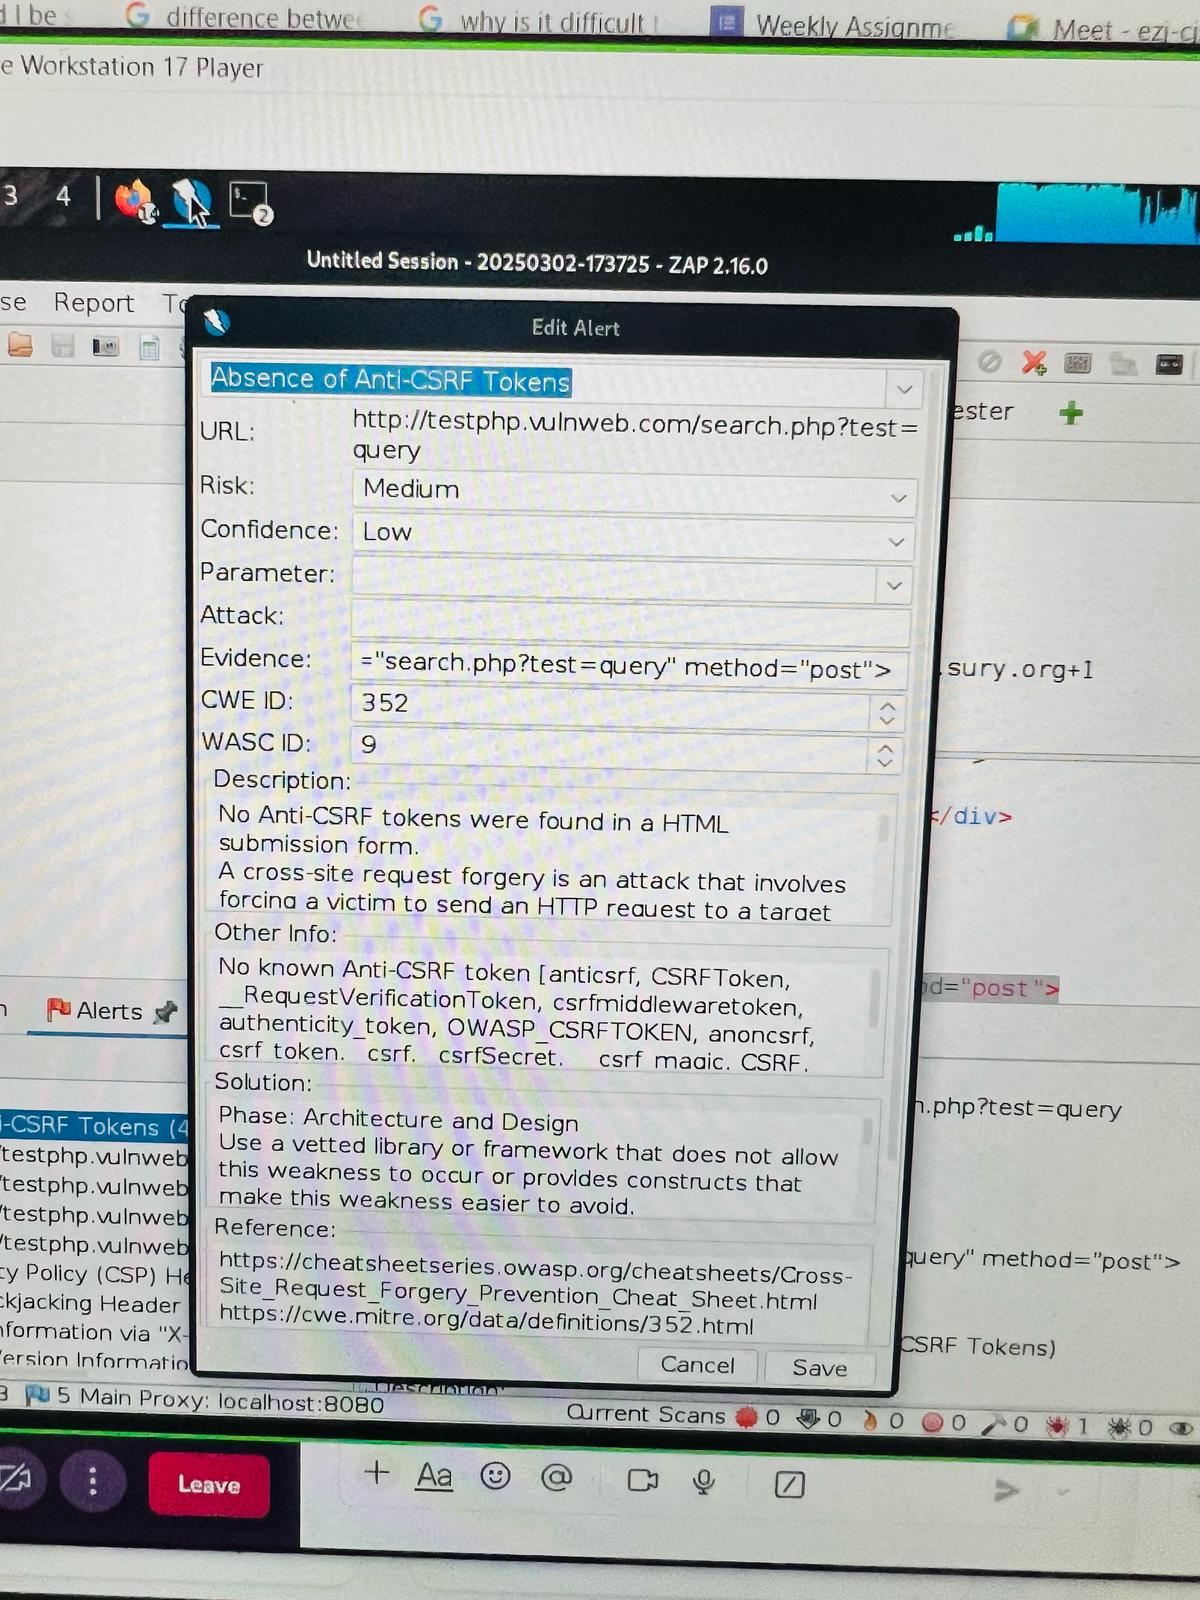 d I be
difference betwe
why is it difficult
Weekly Assignme
Meet - ezj-cj
e Workstation 17 Player
3 4
$-
2
Untitled Session - 20250302-173725 - ZAP 2.16.0
se Report To
Edit Alert
Absence of Anti-CSRF Tokens
ester
URL: http://testphp.vulnweb.com/search.php?test=
query
Risk: Medium
Confidence: Low
Parameter:
Attack:
Evidence: ="search.php?test=query" method="post">
.sury.org+1
CWE ID: 352
WASC ID: 9
Description:
No Anti-CSRF tokens were found in a HTML
submission form.
A cross-site request forgery is an attack that involves
forcing a victim to send an HTTP request to a target
</div>
Other Info:
No known Anti-CSRF token [anticsrf, CSRFToken,
__RequestVerificationToken, csrfmiddlewaretoken,
authenticity_token, OWASP_CSRFTOKEN, anoncsrf,
csrf_token, _csrf, _csrfSecret, __csrf_magic, CSRF,
od="post">
n Alerts
Solution:
Phase: Architecture and Design
Use a vetted library or framework that does not allow
this weakness to occur or provides constructs that
make this weakness easier to avoid.
h.php?test=query
i-CSRF Tokens (4
/testphp.vulnweb
/testphp.vulnweb
/testphp.vulnweb
/testphp.vulnweb
cy Policy (CSP) He
ckjacking Header
nformation via "X-
ersion Informatio
Reference:
https://cheatsheetseries.owasp.org/cheatsheets/Cross-
Site_Request_Forgery_Prevention_Cheat_Sheet.html
https://cwe.mitre.org/data/definitions/352.html
query" method="post">
CSRF Tokens)
Cancel Save
Description:
3 5 Main Proxy: localhost:8080
Current Scans 0 0 0 0 0 1 0
Leave
Aa
@